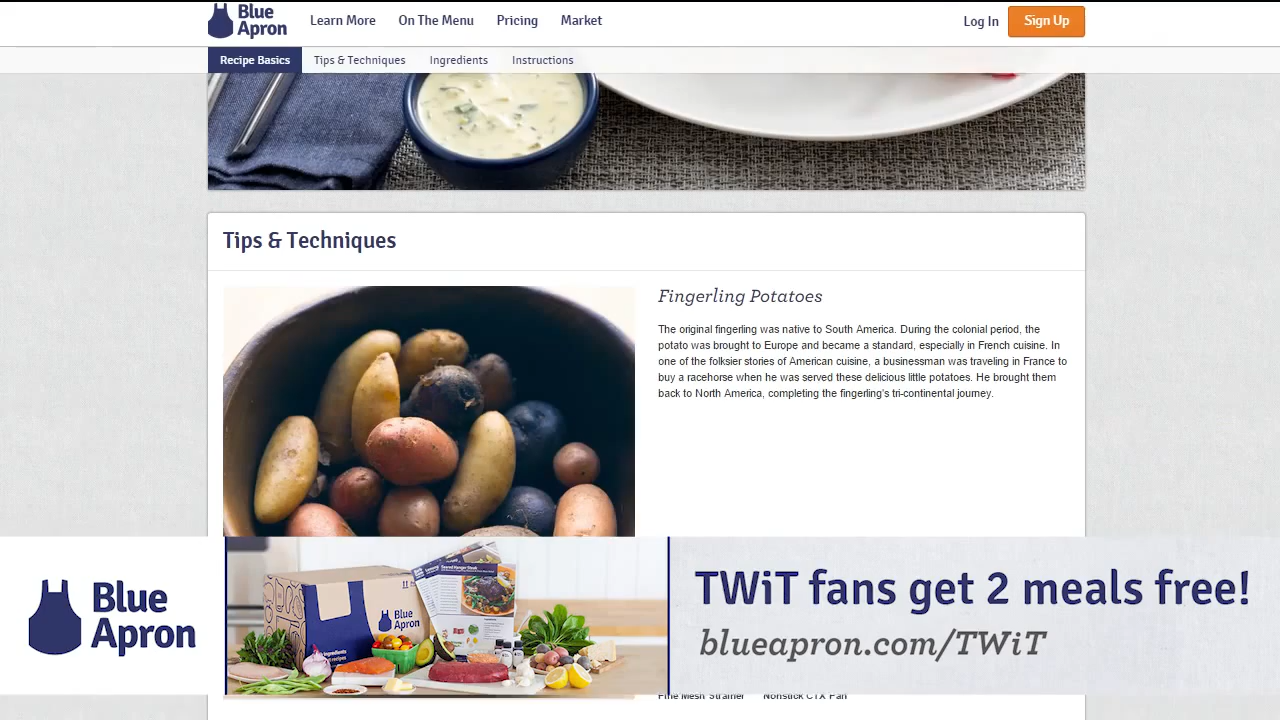 Blue Apron
Learn More On The Menu Pricing Market
Log In Sign Up
Recipe Basics Tips & Techniques Ingredients Instructions
Tips & Techniques
Fingerling Potatoes
The original fingerling was native to South America. During the colonial period, the
potato was brought to Europe and became a standard, especially in French cuisine. In
one of the folksier stories of American cuisine, a businessman was traveling in France to
buy a racehorse when he was served these delicious little potatoes. He brought them
back to North America, completing the fingerling's tri-continental journey.
Blue
Apron
Blue
Apron
TWiT fans get 2 meals free!
blueapron.com/TWiT
Fine Mesh Strainer Nonstick
Pan